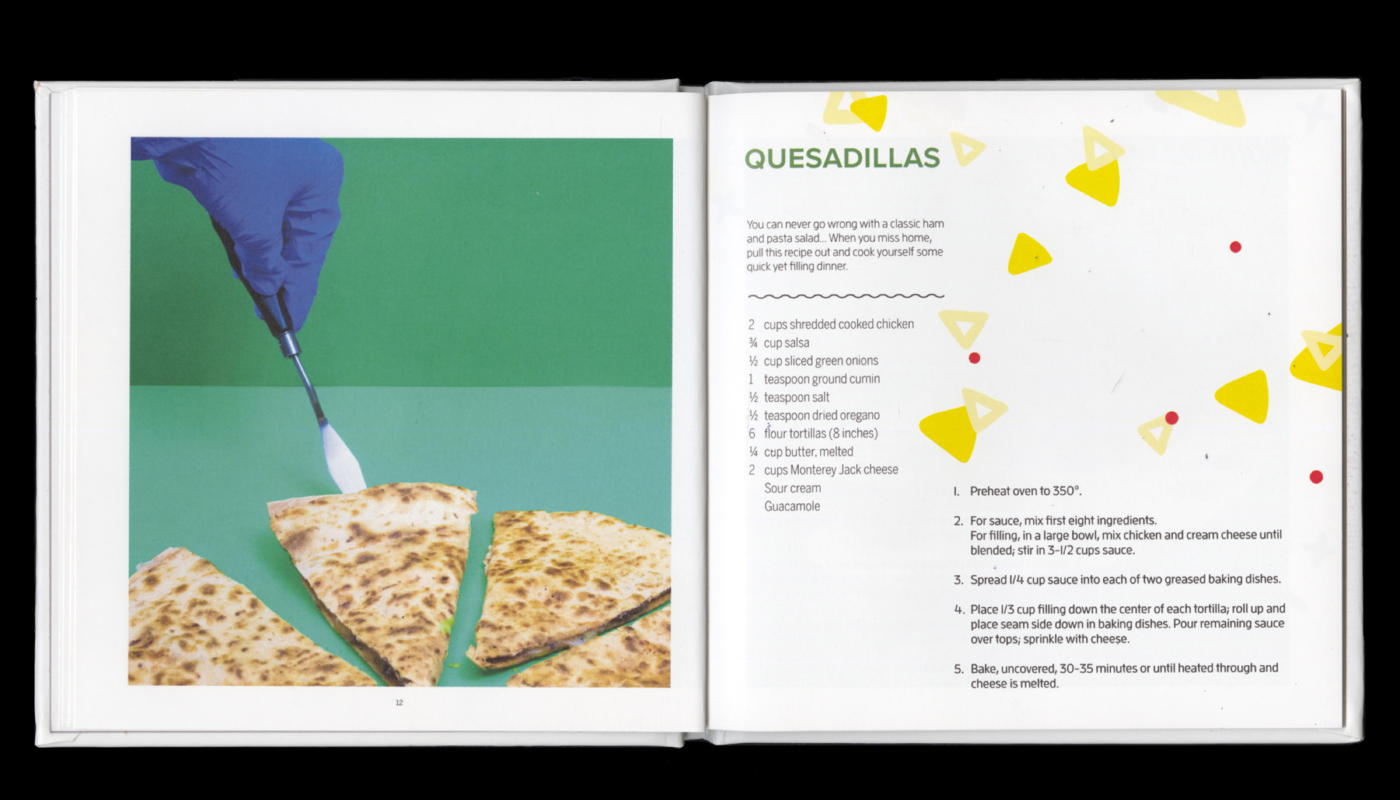 12
QUESADILLAS
You can never go wrong with a classic ham
and pasta salad... When you miss home,
pull this recipe out and cook yourself some
quick yet filling dinner.
2 cups shredded cooked chicken
¾ cup salsa
½ cup sliced green onions
1 teaspoon ground cumin
½ teaspoon salt
½ teaspoon dried oregano
6 flour tortillas (8 inches)
¼ cup butter, melted
2 cups Monterey Jack cheese
Sour cream
Guacamole
1. Preheat oven to 350°.
2. For sauce, mix first eight ingredients.
For filling, in a large bowl, mix chicken and cream cheese until
blended; stir in 3-1/2 cups sauce.
3. Spread 1/4 cup sauce into each of two greased baking dishes.
4. Place 1/3 cup filling down the center of each tortilla; roll up and
place seam side down in baking dishes. Pour remaining sauce
over tops; sprinkle with cheese.
5. Bake, uncovered, 30-35 minutes or until heated through and
cheese is melted.